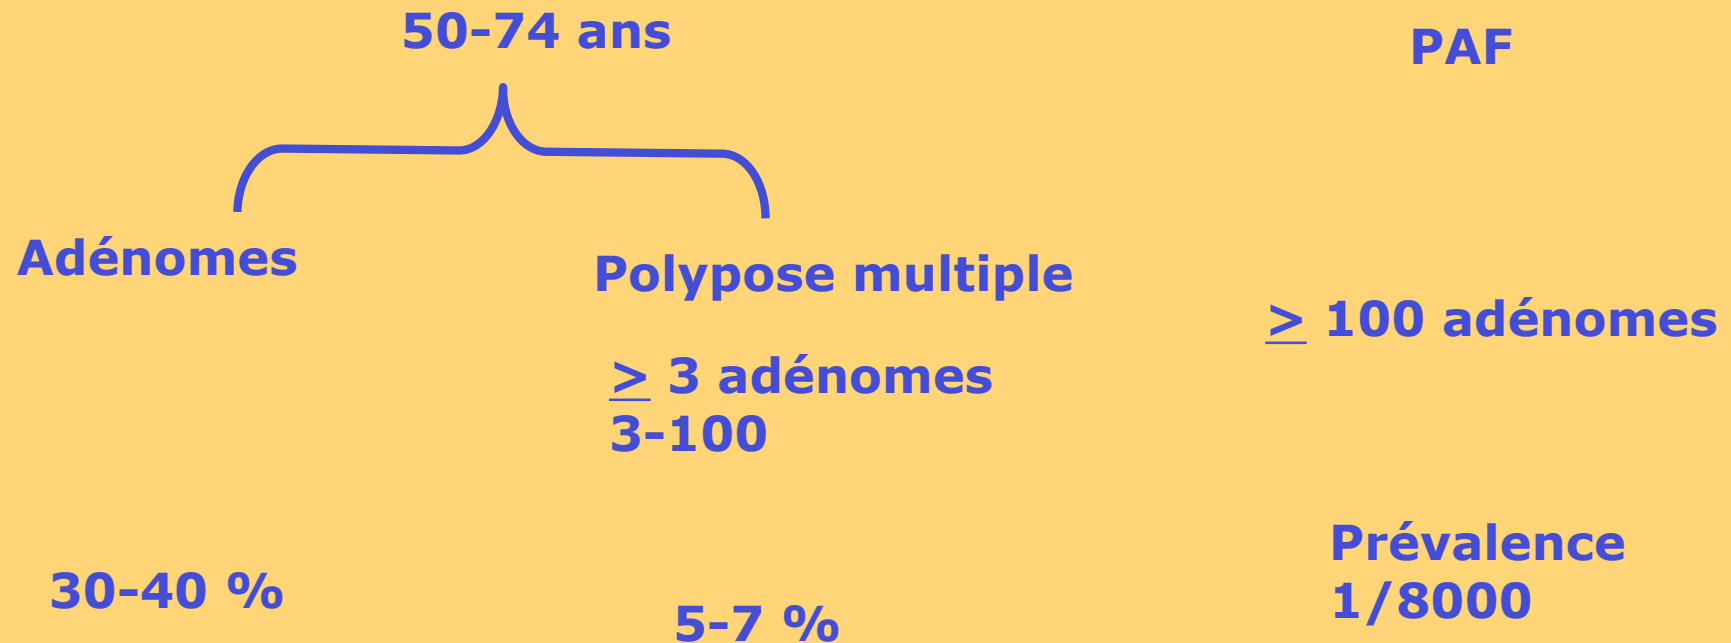 50-74 ans
PAF
Adénomes
Polypose multiple
> 100 adénomes
> 3 adénomes
3-100
Prévalence
1/8000
30-40 %
5-7 %